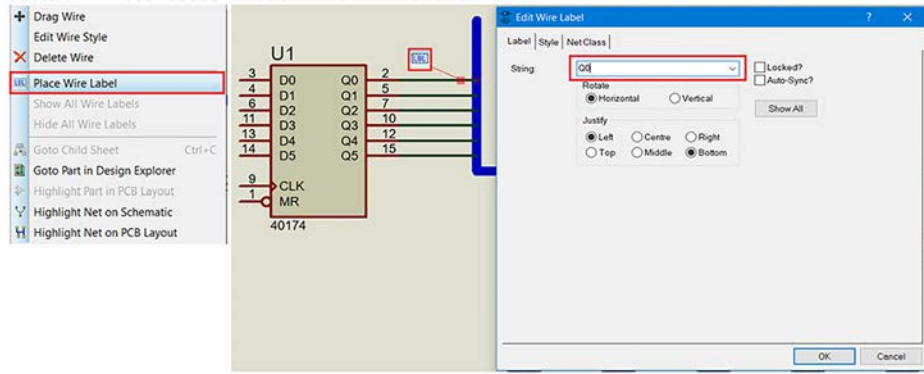 Drag Wire
Edit Wire Style
Delete Wire
LBL Place Wire Label
Show All Wire Labels
Hide All Wire Labels
Goto Child Sheet Ctrl+C
Goto Part in Design Explorer
Highlight Part in PCB Layout
Highlight Net on Schematic
Highlight Net on PCB Layout
U1
LBL
3 D0 Q0 2
4 D1 Q1 5
6 D2 Q2 7
11 D3 Q3 10
13 D4 Q4 12
14 D5 Q5 15
9 CLK
1 MR
40174
Edit Wire Label ? X
Label Style Net Class
String: Q0 Locked?
Auto-Sync?
Rotate
Horizontal Vertical
Show All
Justify
Left Centre Right
Top Middle Bottom
OK Cancel